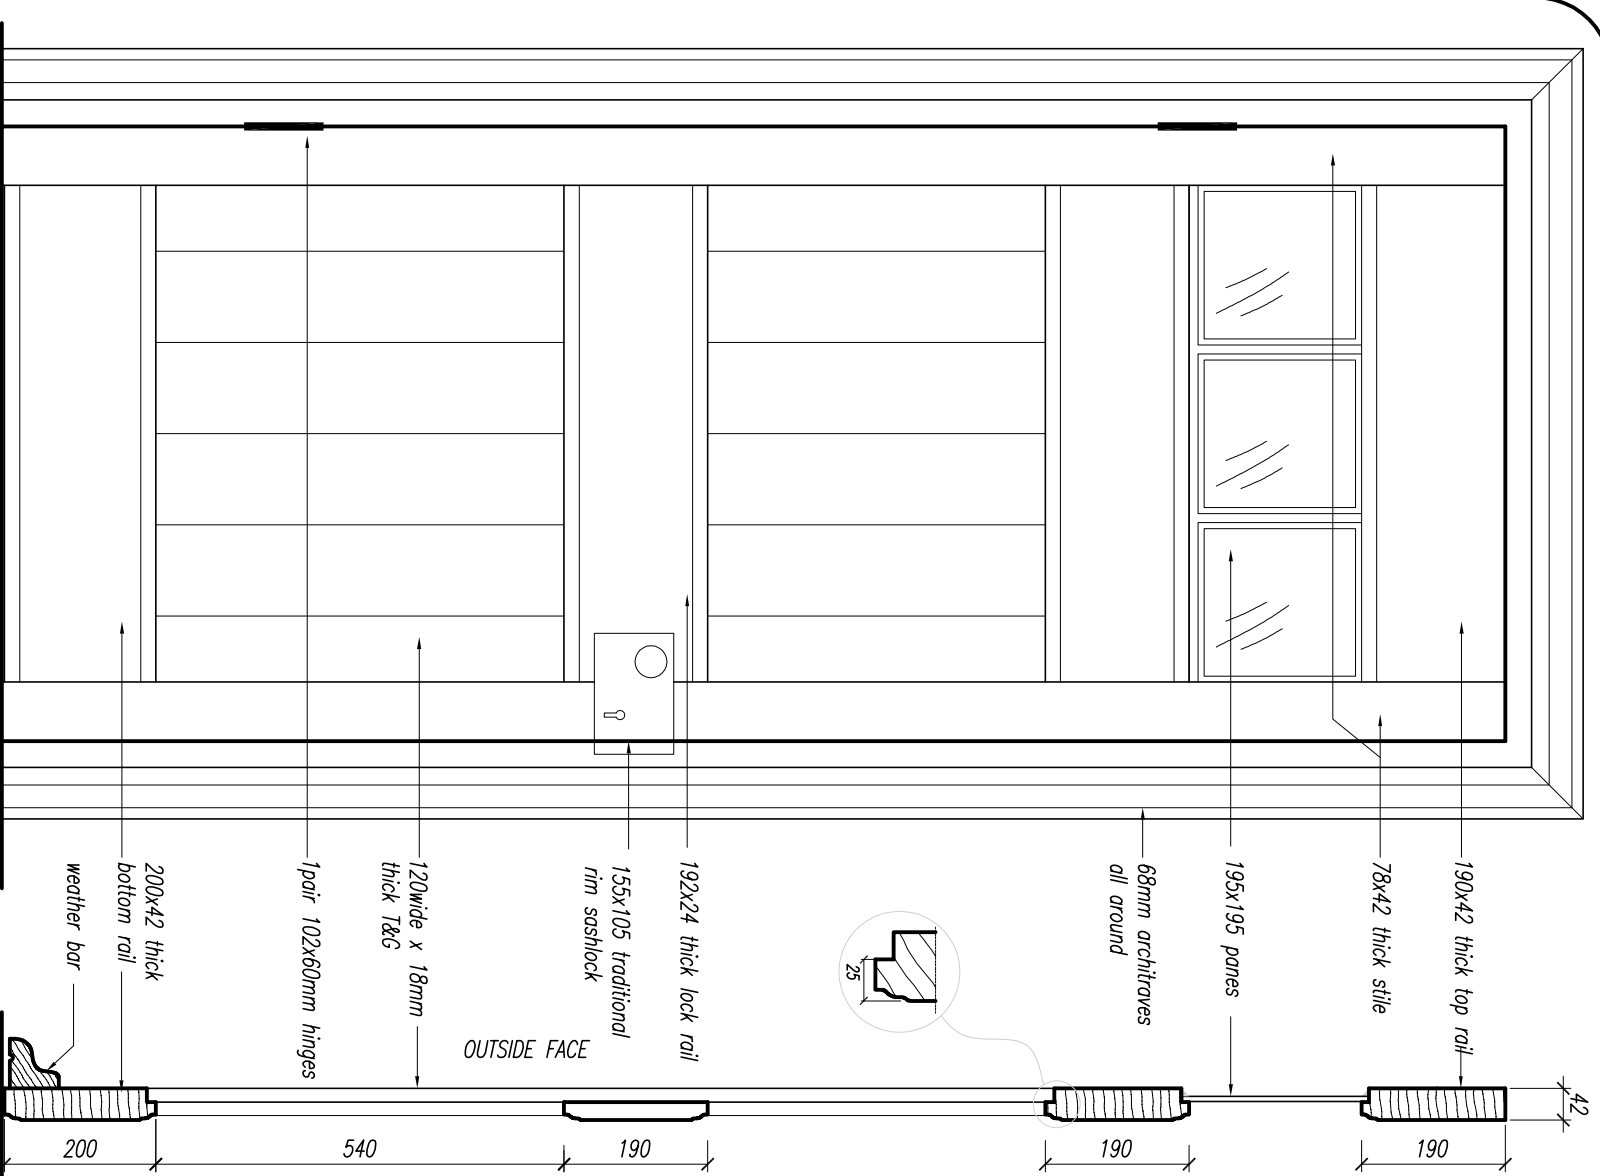 190x42 thick top rail
78x42 thick stile
195x195 panes
68mm architraves
all around
192x24 thick lock rail
155x105 traditional
rim sashlock
120wide x 18mm
thick T&G
1pair 102x60mm hinges
200x42 thick
bottom rail
weather bar
25
OUTSIDE FACE
42
200
540
190
190
190